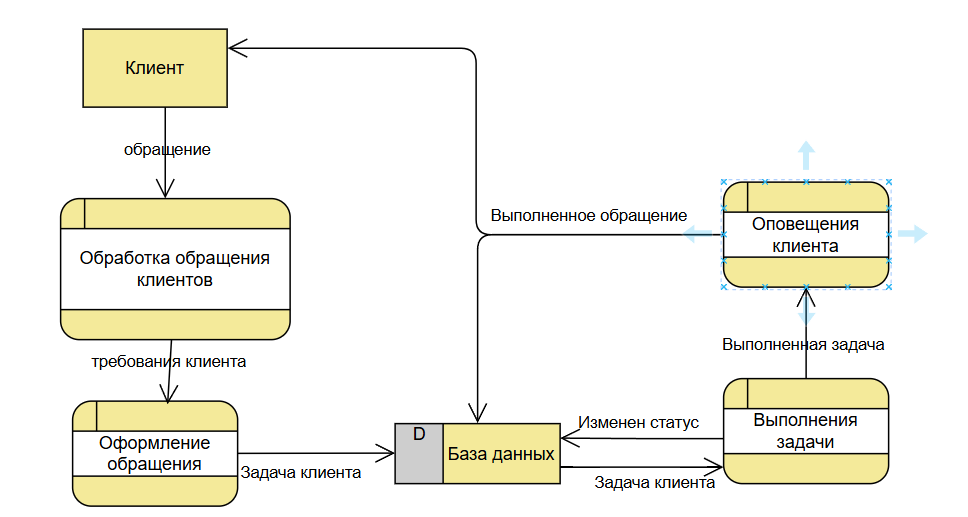 Клиент
обращение
Обработка обращения
клиентов
требования клиента
Оформление
обращения
Задача клиента
D
База данных
Изменен статус
Задача клиента
Выполнения
задачи
Выполненная задача
Оповещения
клиента
Выполненное обращение